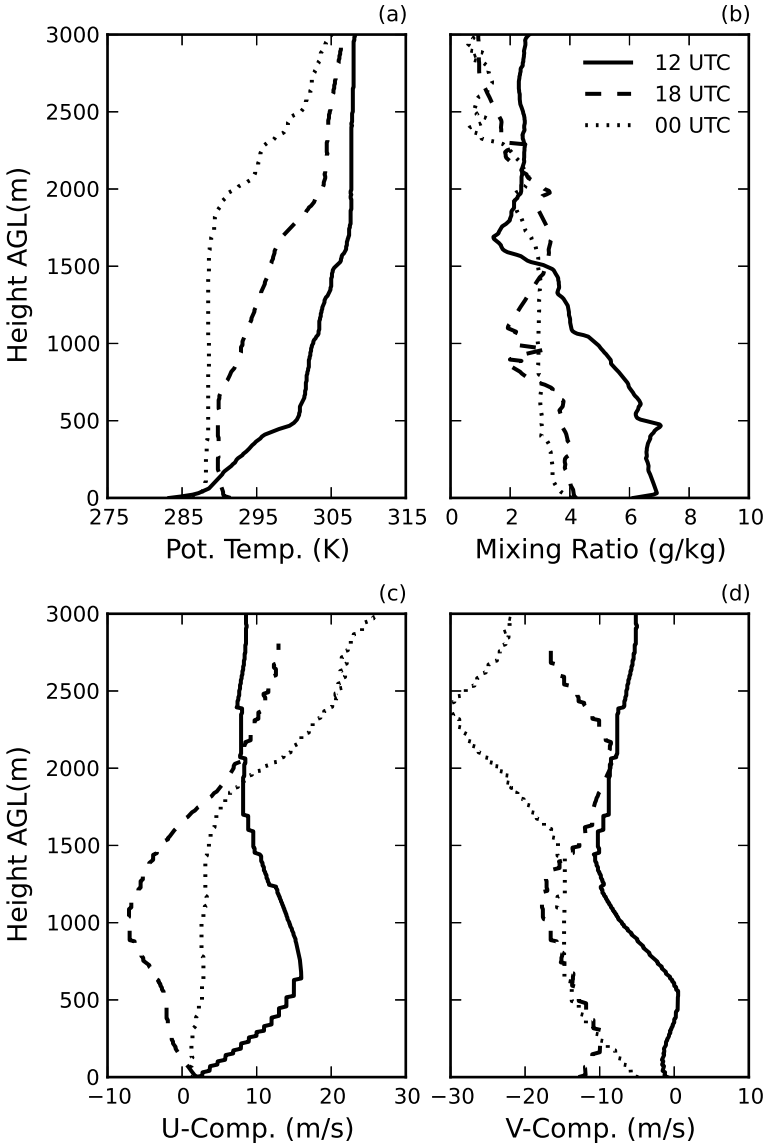 (a)
3000
2500
2000
1500
1000
500
0
Height AGL(m)
275 285 295 305 315
Pot. Temp. (K)
(b)
12 UTC
18 UTC
00 UTC
0 2 4 6 8 10
Mixing Ratio (g/kg)
(c)
3000
2500
2000
1500
1000
500
0
Height AGL(m)
−10 0 10 20 30
U-Comp. (m/s)
(d)
−30 −20 −10 0 10
V-Comp. (m/s)